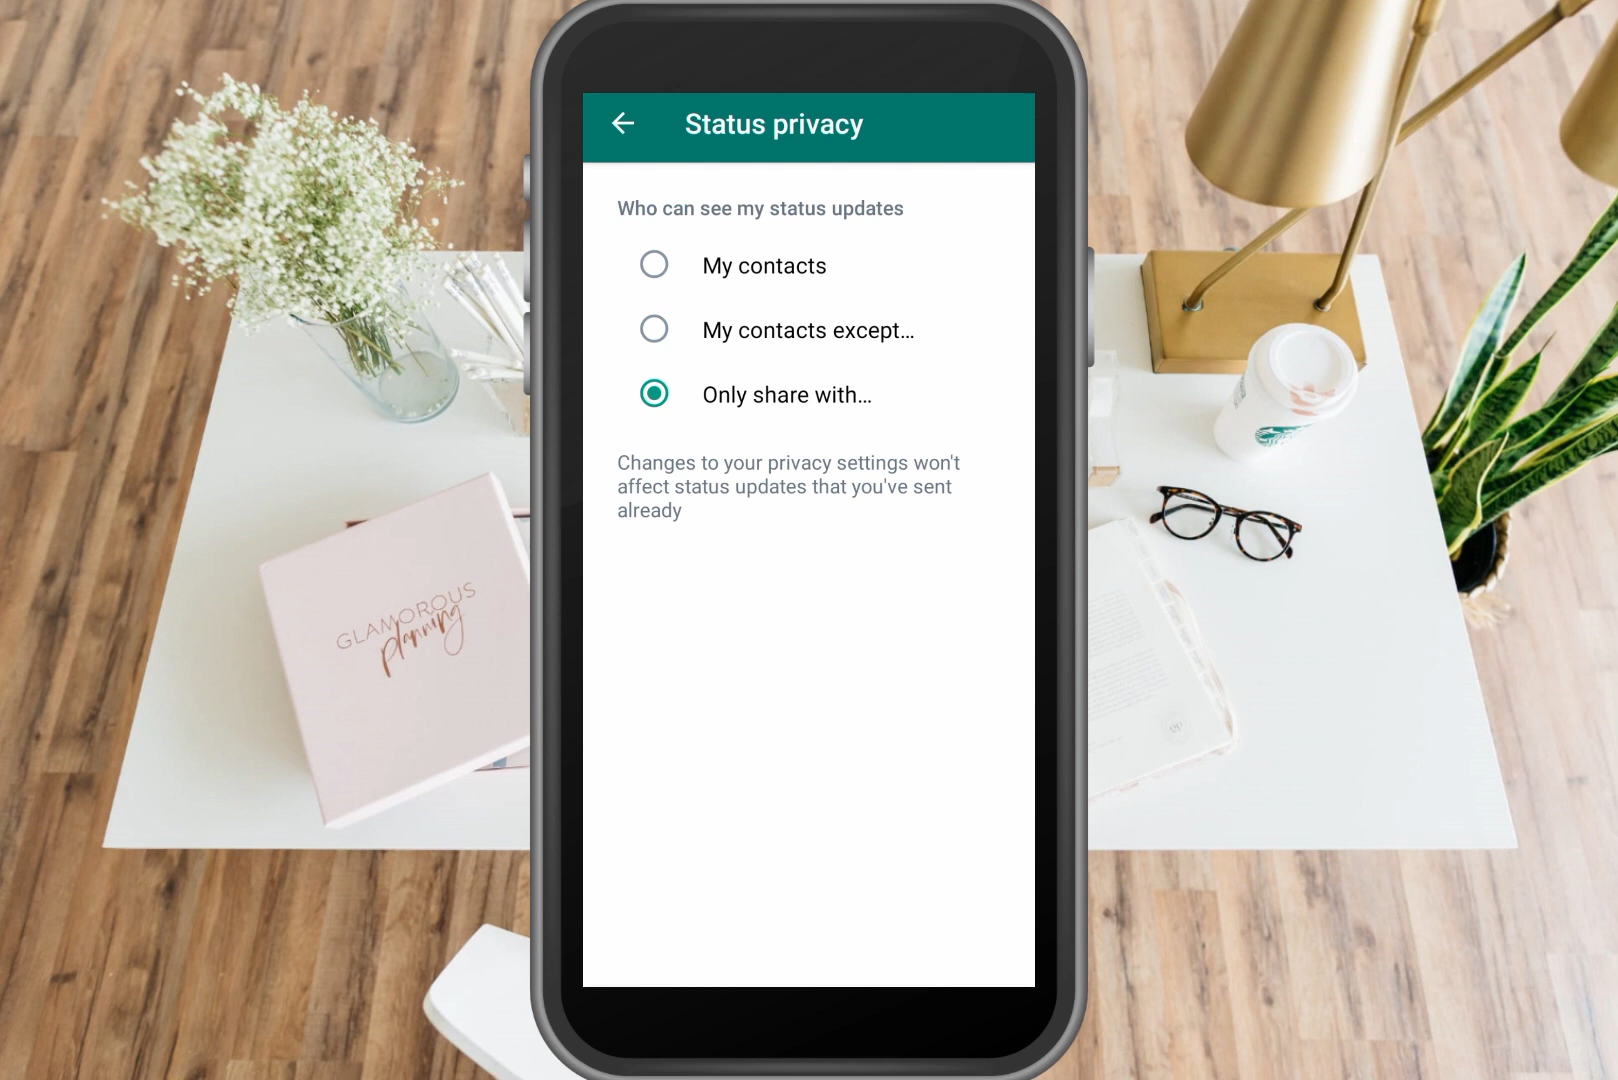 Status privacy
Who can see my status updates
My contacts
My contacts except...
Only share with...
Changes to your privacy settings won't
affect status updates that you've sent
already
GLAMOROUS
planning